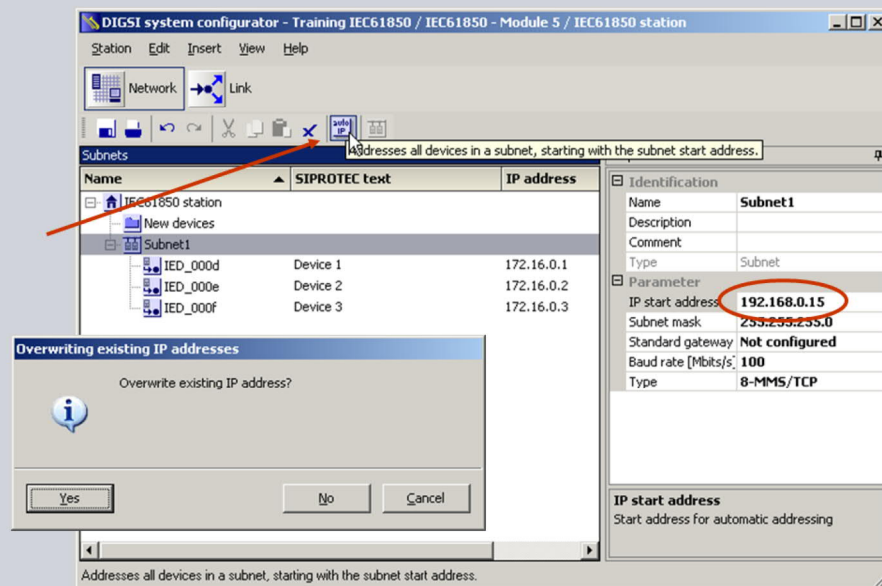 DIGSI system configurator - Training IEC61850 / IEC61850 - Module 5 / IEC61850 station
Station Edit Insert View Help
Network Link
auto IP
Addresses all devices in a subnet, starting with the subnet start address.
Subnets
Name SIPROTEC text IP address
IEC61850 station
New devices
Subnet1
IED_000d Device 1 172.16.0.1
IED_000e Device 2 172.16.0.2
IED_000f Device 3 172.16.0.3
Identification
Name Subnet1
Description
Comment
Type Subnet
Parameter
IP start address 192.168.0.15
Subnet mask 255.255.255.0
Standard gateway Not configured
Baud rate [Mbits/s] 100
Type 8-MMS/TCP
IP start address
Start address for automatic addressing
Overwriting existing IP addresses
Overwrite existing IP address?
Yes No Cancel
Addresses all devices in a subnet, starting with the subnet start address.